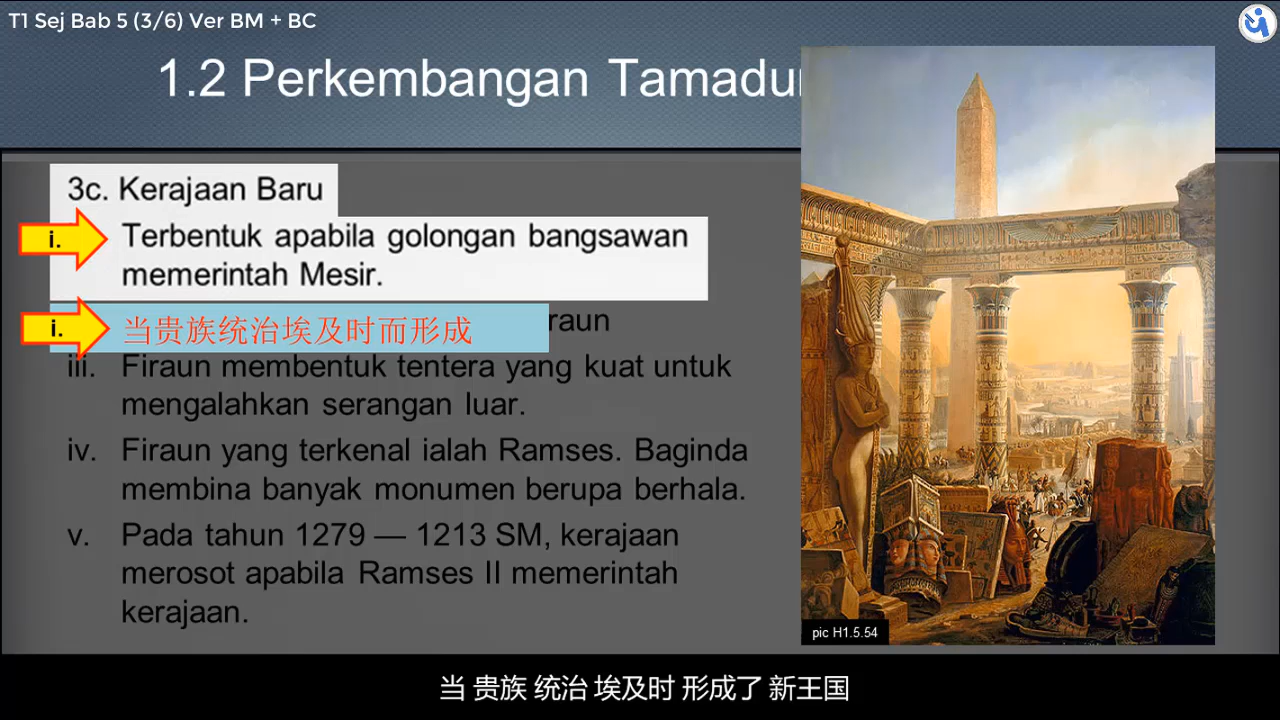 T1 Sej Bab 5 (3/6) Ver BM + BC
1.2 Perkembangan Tamadu
3c. Kerajaan Baru
i. Terbentuk apabila golongan bangsawan
memerintah Mesir.
i. 当贵族统治埃及时而形成
raun
iii. Firaun membentuk tentera yang kuat untuk
mengalahkan serangan luar.
iv. Firaun yang terkenal ialah Ramses. Baginda
membina banyak monumen berupa berhala.
v. Pada tahun 1279 — 1213 SM, kerajaan
merosot apabila Ramses II memerintah
kerajaan.
pic H1.5.54
当 贵族 统治 埃及时 形成了 新王国